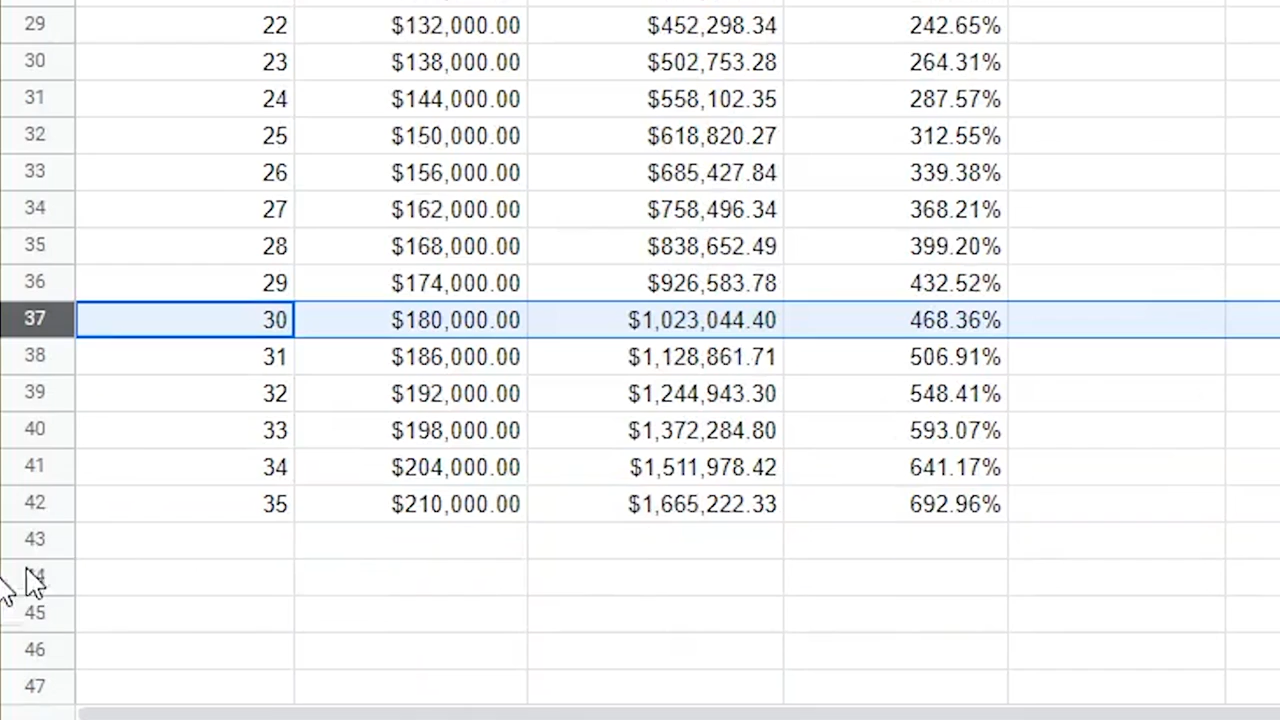 29 22 $132,000.00 $452,298.34 242.65%
30 23 $138,000.00 $502,753.28 264.31%
31 24 $144,000.00 $558,102.35 287.57%
32 25 $150,000.00 $618,820.27 312.55%
33 26 $156,000.00 $685,427.84 339.38%
34 27 $162,000.00 $758,496.34 368.21%
35 28 $168,000.00 $838,652.49 399.20%
36 29 $174,000.00 $926,583.78 432.52%
37 30 $180,000.00 $1,023,044.40 468.36%
38 31 $186,000.00 $1,128,861.71 506.91%
39 32 $192,000.00 $1,244,943.30 548.41%
40 33 $198,000.00 $1,372,284.80 593.07%
41 34 $204,000.00 $1,511,978.42 641.17%
42 35 $210,000.00 $1,665,222.33 692.96%
43
44
45
46
47